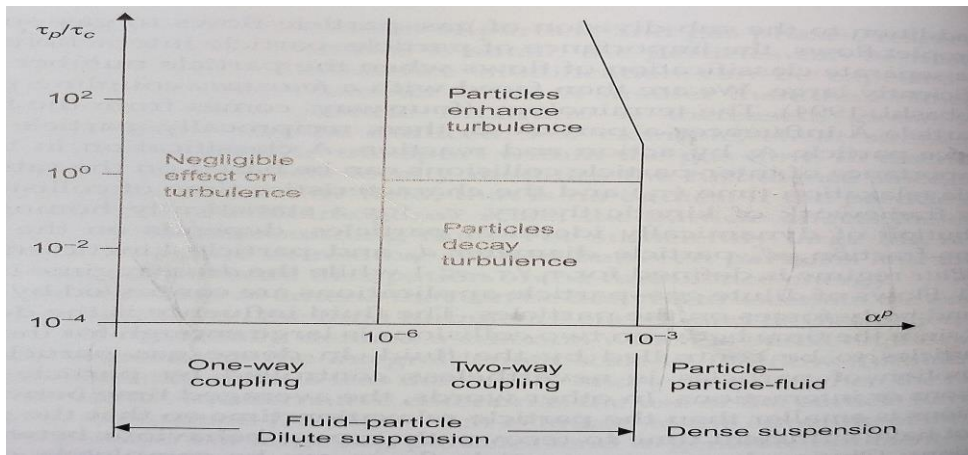 τp/τc
10²
10⁰
10⁻²
10⁻⁴
Negligible
effect on
turbulence
Particles
enhance
turbulence
Particles
decay
turbulence
10⁻⁶
10⁻³
αᵖ
One-way
coupling
Two-way
coupling
Particle–
particle-fluid
Fluid–particle
Dilute suspension
Dense suspension